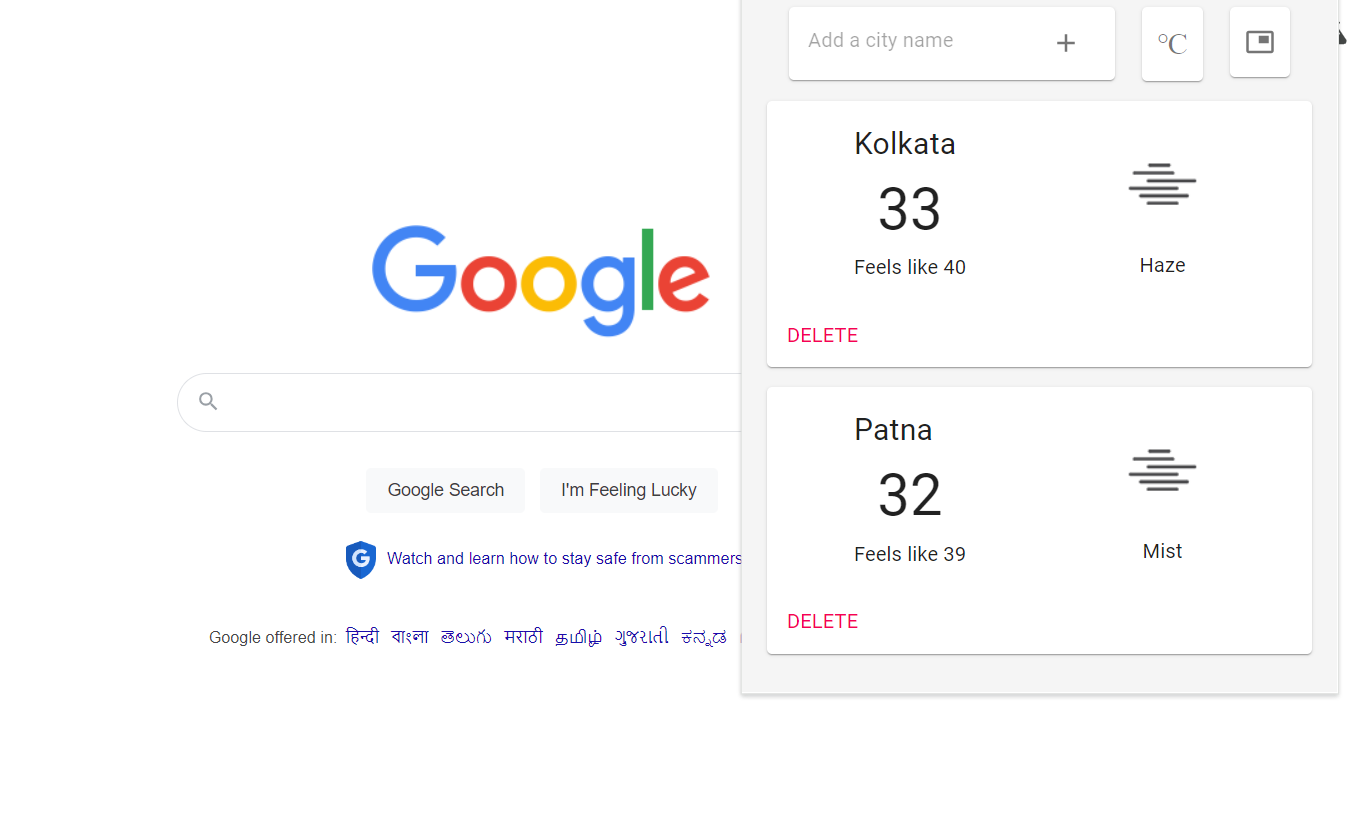 Add a city name
+
°C
Kolkata
33
Feels like 40
Haze
DELETE
Patna
32
Feels like 39
Mist
DELETE
Google
Google Search
I'm Feeling Lucky
G
Watch and learn how to stay safe from scammers
Google offered in: हिन्दी বাংলা తెలుగు मराठी தமிழ் ગુજરાતી ಕನ್ನಡ